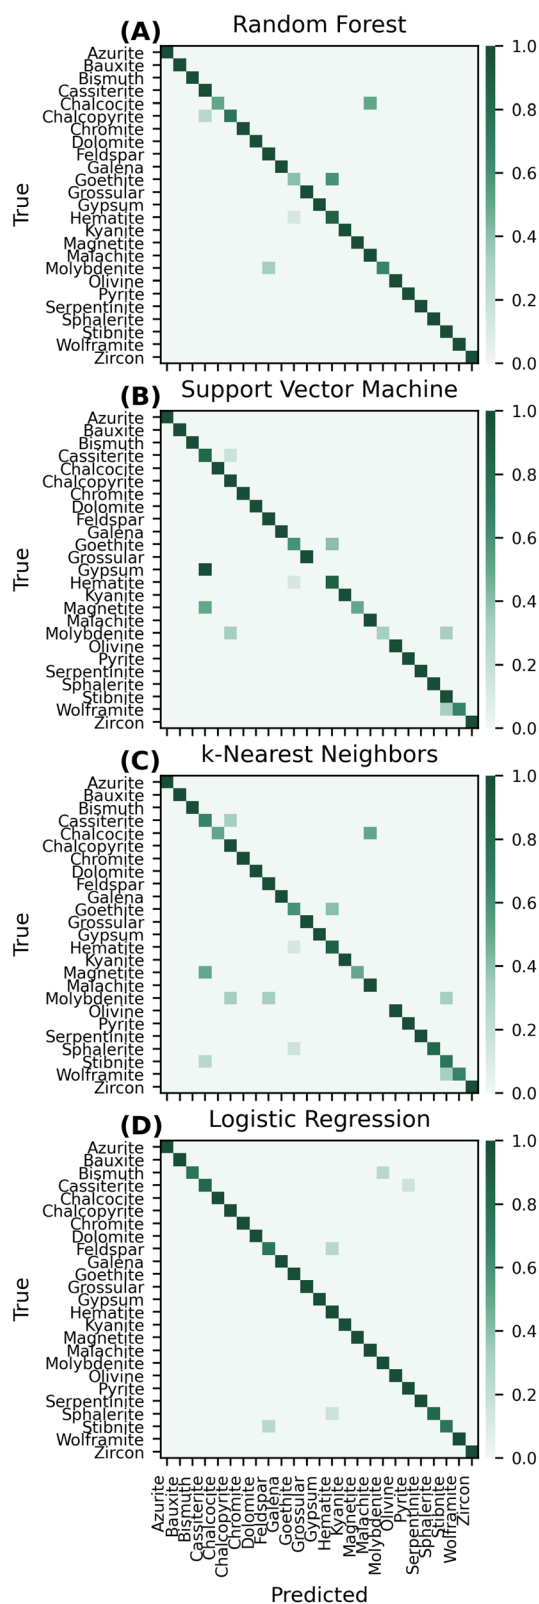 (A) Random Forest
Azurite
Bauxite
Bismuth
Cassiterite
Chalcocite
Chalcopyrite
Chromite
Dolomite
Feldspar
Galena
Goethite
Grossular
Gypsum
Hematite
Kyanite
Magnetite
Malachite
Molybdenite
Olivine
Pyrite
Serpentinite
Sphalerite
Stibnite
Wolframite
Zircon
True
1.0
0.8
0.6
0.4
0.2
0.0
(B) Support Vector Machine
Azurite
Bauxite
Bismuth
Cassiterite
Chalcocite
Chalcopyrite
Chromite
Dolomite
Feldspar
Galena
Goethite
Grossular
Gypsum
Hematite
Kyanite
Magnetite
Malachite
Molybdenite
Olivine
Pyrite
Serpentinite
Sphalerite
Stibnite
Wolframite
Zircon
True
1.0
0.8
0.6
0.4
0.2
0.0
(C) k-Nearest Neighbors
Azurite
Bauxite
Bismuth
Cassiterite
Chalcocite
Chalcopyrite
Chromite
Dolomite
Feldspar
Galena
Goethite
Grossular
Gypsum
Hematite
Kyanite
Magnetite
Malachite
Molybdenite
Olivine
Pyrite
Serpentinite
Sphalerite
Stibnite
Wolframite
Zircon
True
1.0
0.8
0.6
0.4
0.2
0.0
(D) Logistic Regression
Azurite
Bauxite
Bismuth
Cassiterite
Chalcocite
Chalcopyrite
Chromite
Dolomite
Feldspar
Galena
Goethite
Grossular
Gypsum
Hematite
Kyanite
Magnetite
Malachite
Molybdenite
Olivine
Pyrite
Serpentinite
Sphalerite
Stibnite
Wolframite
Zircon
True
1.0
0.8
0.6
0.4
0.2
0.0
Azurite
Bauxite
Bismuth
Cassiterite
Chalcocite
Chalcopyrite
Chromite
Dolomite
Feldspar
Galena
Goethite
Grossular
Gypsum
Hematite
Kyanite
Magnetite
Malachite
Molybdenite
Olivine
Pyrite
Serpentinite
Sphalerite
Stibnite
Wolframite
Zircon
Predicted